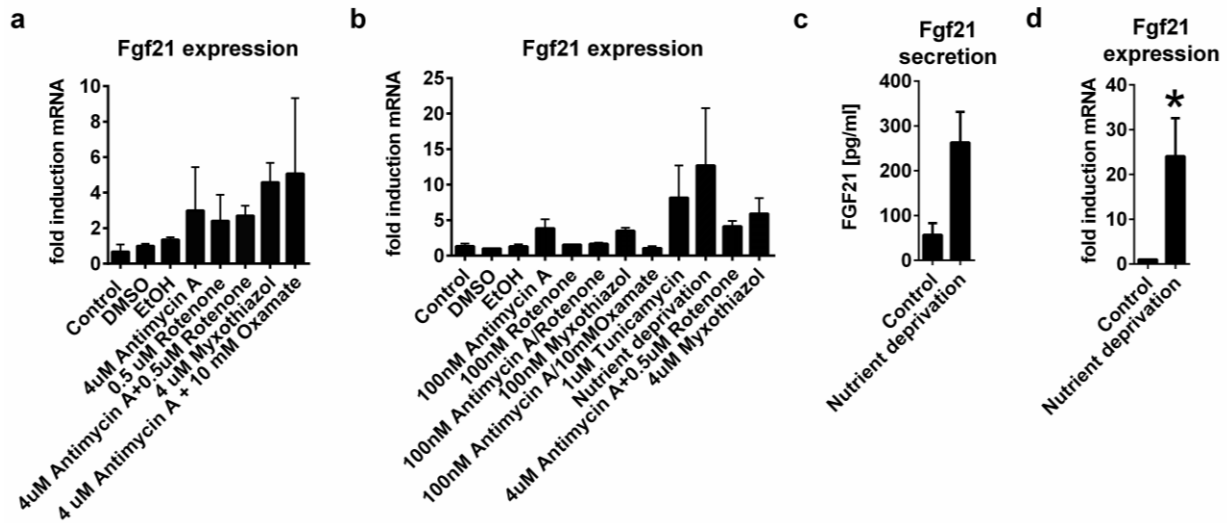 a
Fgf21 expression
fold induction mRNA
10
8
6
4
2
0
Control
DMSO
EtOH
4uM Antimycin A
0.5 uM Rotenone
4uM Antimycin A+0.5uM Rotenone
4 uM Myxothiazol
4 uM Antimycin A + 10 mM Oxamate
b
Fgf21 expression
fold induction mRNA
25
20
15
10
5
0
Control
DMSO
EtOH
100nM Antimycin A
100nM Rotenone
100nM Antimycin A/Rotenone
100nM Myxothiazol
100nM Antimycin A/10mMOxamate
1uM Tunicamycin
Nutrient deprivation
4uM Antimycin A+0.5uM Rotenone
4uM Myxothiazol
c
Fgf21
secretion
FGF21 [pg/ml]
400
300
200
100
0
Control
Nutrient deprivation
d
Fgf21
expression
fold induction mRNA
40
30
20
10
0
*
Control
Nutrient deprivation